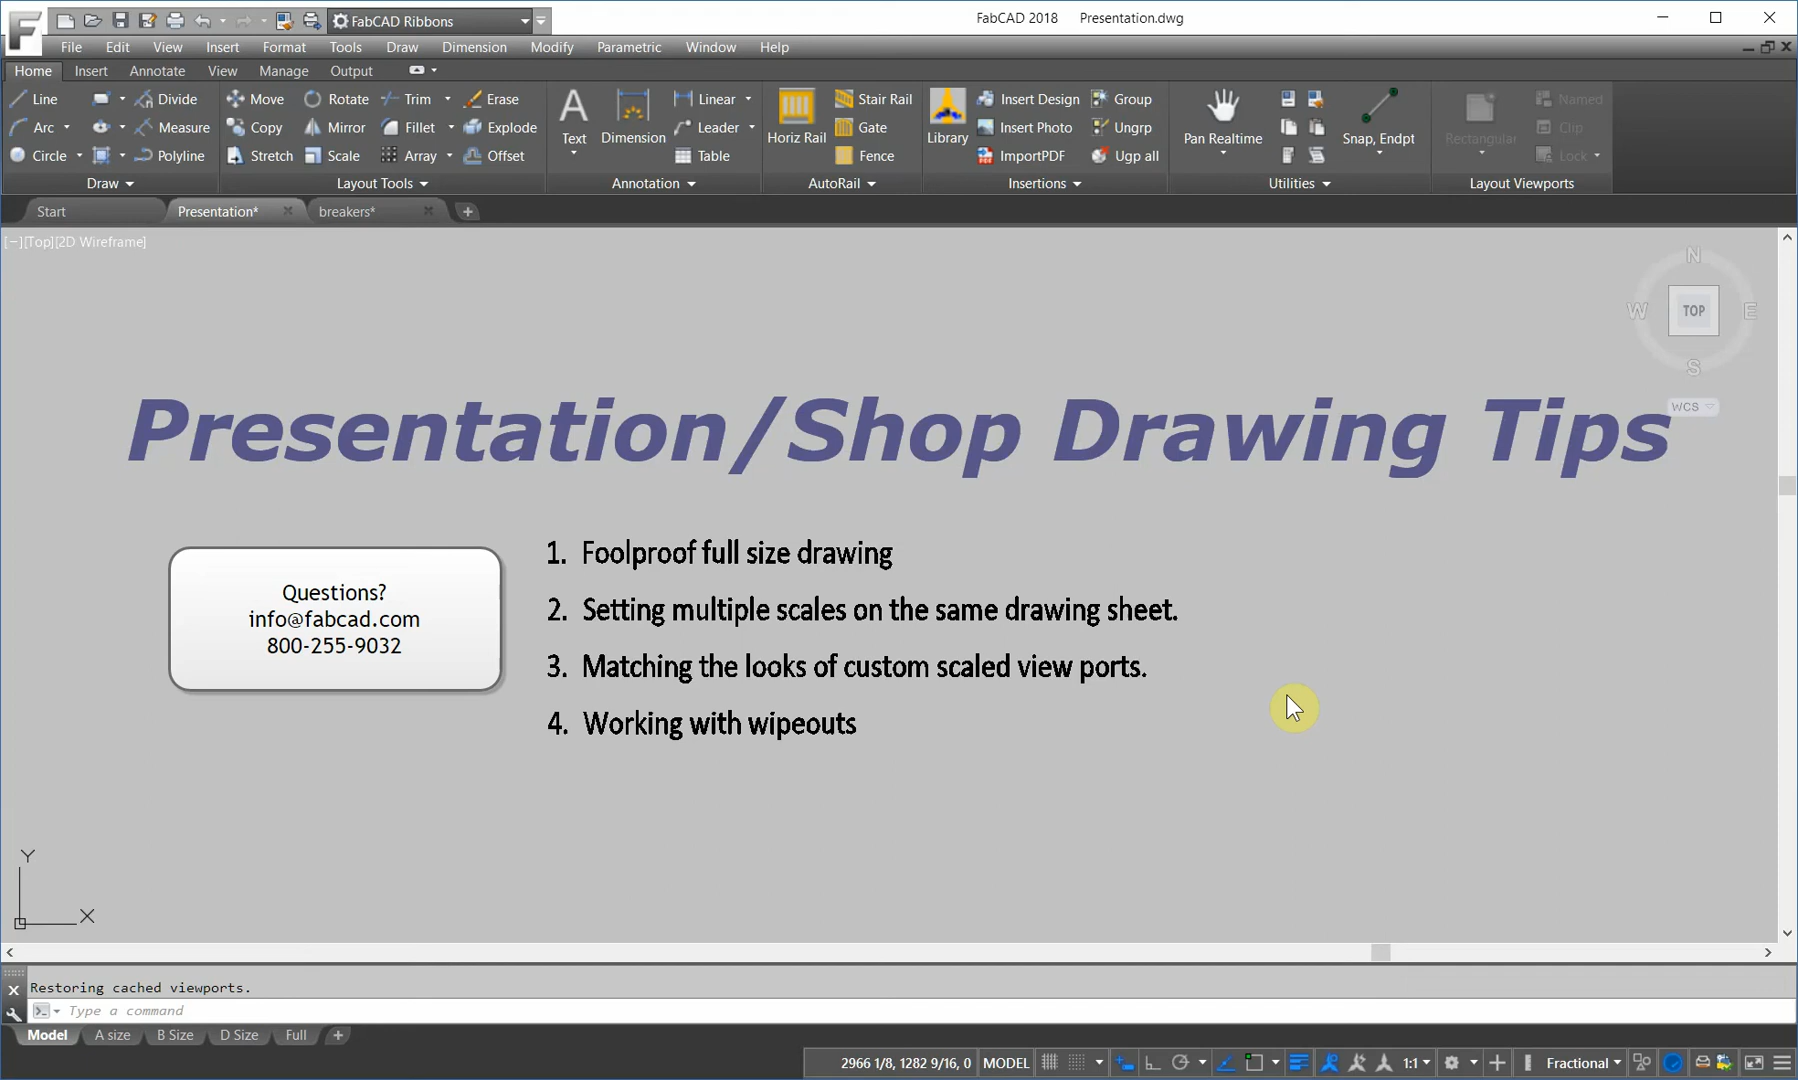 FabCAD Ribbons
FabCAD 2018 Presentation.dwg
File Edit View Insert Format Tools Draw Dimension Modify Parametric Window Help
Home Insert Annotate View Manage Output
Line Divide Move Rotate Trim Erase Linear Stair Rail Insert Design Group Named
Arc Measure Copy Mirror Fillet Explode Text Dimension Leader Horiz Rail Gate Library Insert Photo Ungrp Pan Realtime Snap, Endpt Rectangular Clip
Circle Polyline Stretch Scale Array Offset Table Fence ImportPDF Ugp all Lock
Draw Layout Tools Annotation AutoRail Insertions Utilities Layout Viewports
Start Presentation* breakers*
[−][Top][2D Wireframe]
N
W TOP E
S
WCS
Presentation/Shop Drawing Tips
Questions?
info@fabcad.com
800-255-9032
1. Foolproof full size drawing
2. Setting multiple scales on the same drawing sheet.
3. Matching the looks of custom scaled view ports.
4. Working with wipeouts
Y
X
Restoring cached viewports.
Type a command
Model A size B Size D Size Full
2966 1/8, 1282 9/16, 0 MODEL 1:1 Fractional